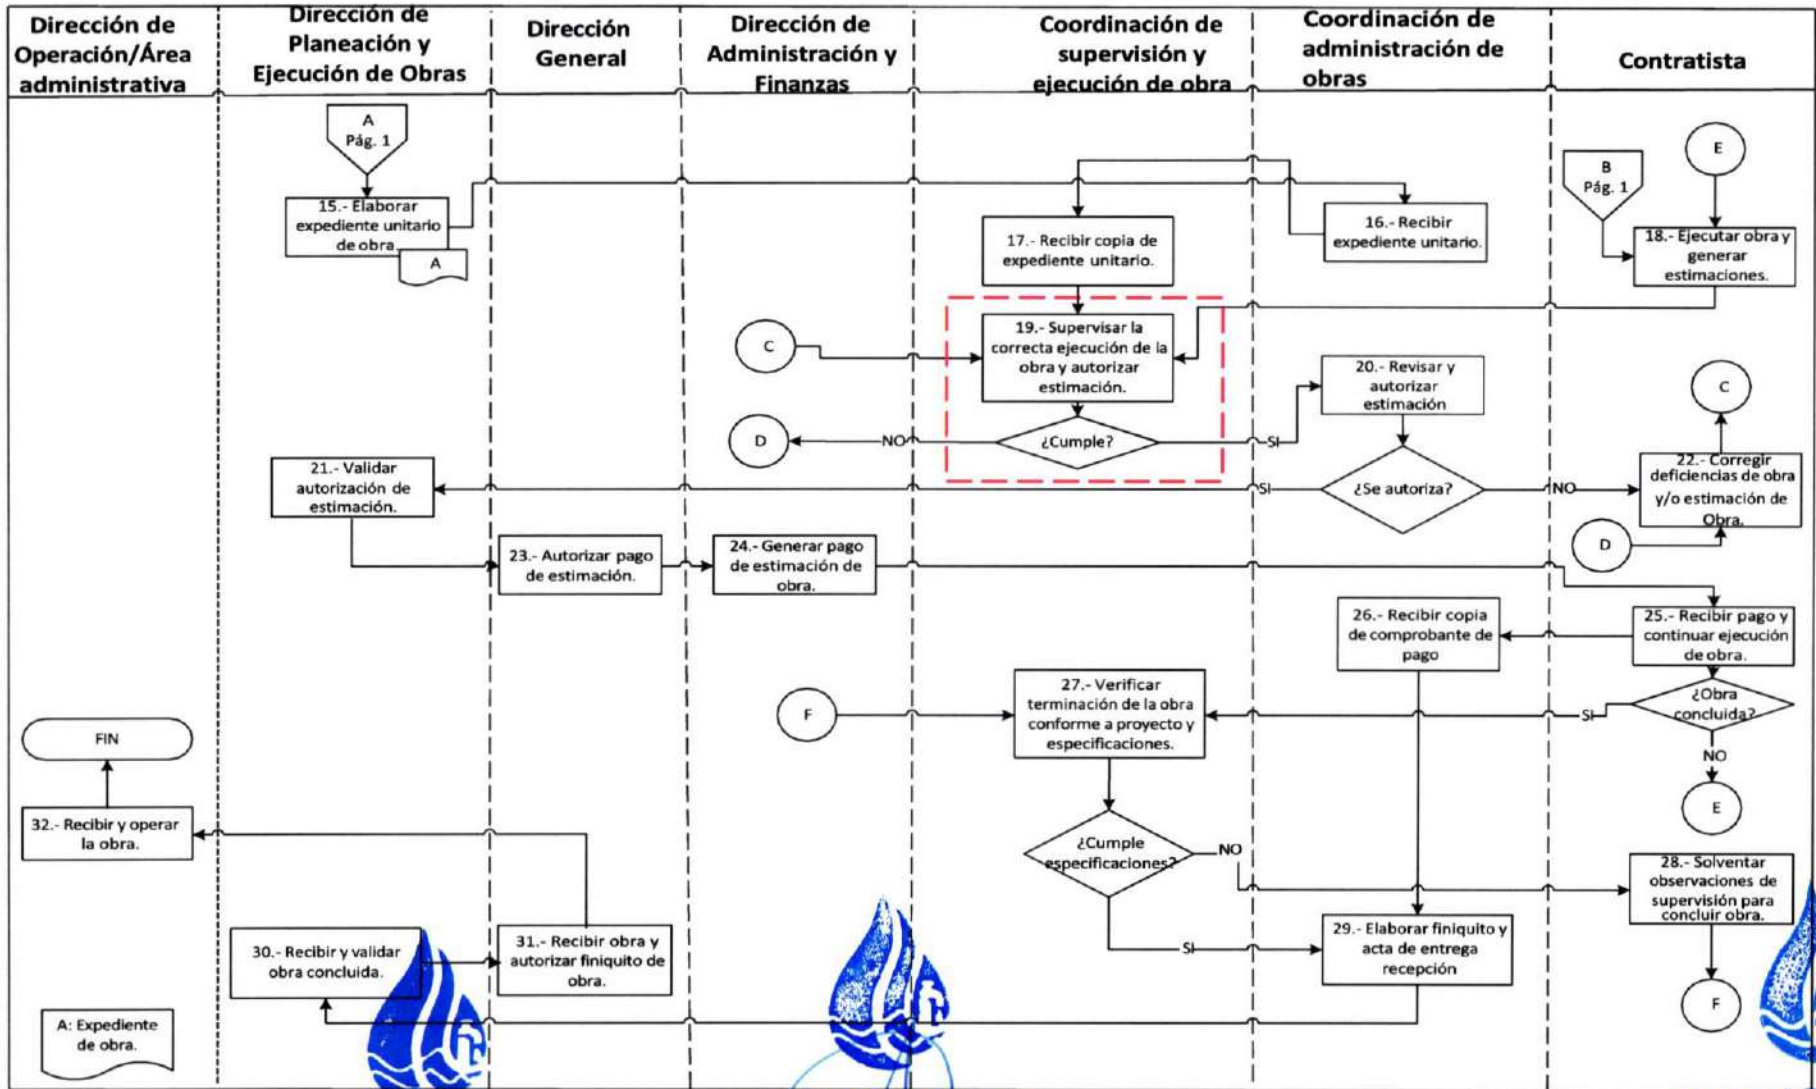 Dirección de
Operación/Área
administrativa
Dirección de
Planeación y
Ejecución de Obras
Dirección
General
Dirección de
Administración y
Finanzas
Coordinación de
supervisión y
ejecución de obra
Coordinación de
administración de
obras
Contratista
A
Pág. 1
E
B
Pág. 1
15.- Elaborar
expediente unitario
de obra.
A
16.- Recibir
expediente unitario.
17.- Recibir copia de
expediente unitario.
18.- Ejecutar obra y
generar
estimaciones.
C
19.- Supervisar la
correcta ejecución de la
obra y autorizar
estimación.
20.- Revisar y
autorizar
estimación
C
D
NO
¿Cumple?
SI
21.- Validar
autorización de
estimación.
SI
¿Se autoriza?
NO
22.- Corregir
deficiencias de obra
y/o estimación de
Obra.
D
23.- Autorizar pago
de estimación.
24.- Generar pago
de estimación de
obra.
26.- Recibir copia
de comprobante de
pago
25.- Recibir pago y
continuar ejecución
de obra.
F
27.- Verificar
terminación de la obra
conforme a proyecto y
especificaciones.
SI
¿Obra
concluida?
NO
E
FIN
32.- Recibir y operar
la obra.
¿Cumple
especificaciones?
NO
28.- Solventar
observaciones de
supervisión para
concluir obra.
30.- Recibir y validar
obra concluida.
31.- Recibir obra y
autorizar finiquito de
obra.
SI
29.- Elaborar finiquito y
acta de entrega
recepción
F
A: Expediente
de obra.